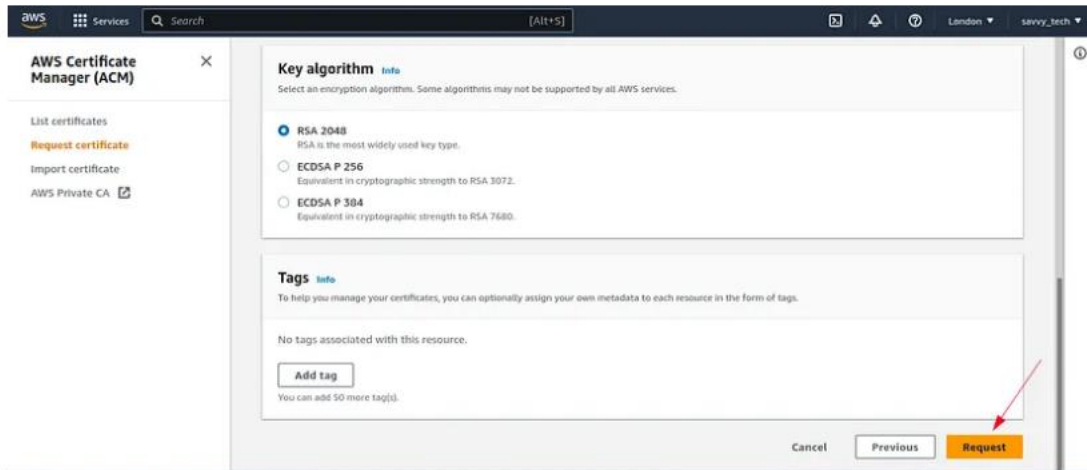 aws Services Search [Alt+S] London savvy_tech
AWS Certificate
Manager (ACM)
List certificates
Request certificate
Import certificate
AWS Private CA
Key algorithm Info
Select an encryption algorithm. Some algorithms may not be supported by all AWS services.
RSA 2048
RSA is the most widely used key type.
ECDSA P 256
Equivalent in cryptographic strength to RSA 3072.
ECDSA P 384
Equivalent in cryptographic strength to RSA 7680.
Tags Info
To help you manage your certificates, you can optionally assign your own metadata to each resource in the form of tags.
No tags associated with this resource.
Add tag
You can add 50 more tag(s).
Cancel Previous Request